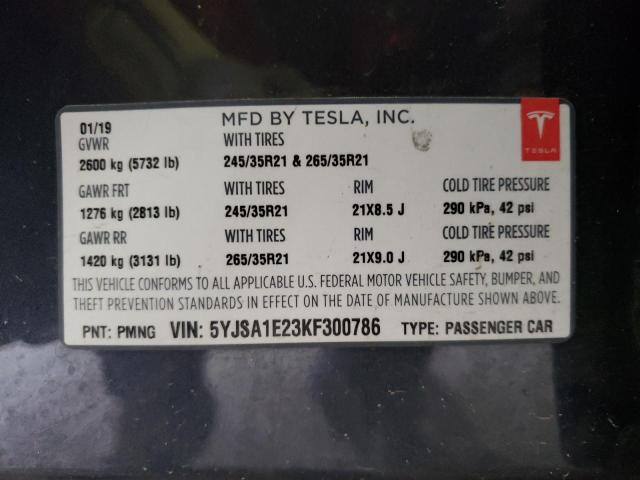 MFD BY TESLA, INC.
01/19
GVWR WITH TIRES
2600 kg (5732 lb) 245/35R21 & 265/35R21
TESLA
GAWR FRT WITH TIRES RIM COLD TIRE PRESSURE
1276 kg (2813 lb) 245/35R21 21X8.5 J 290 kPa, 42 psi
GAWR RR WITH TIRES RIM COLD TIRE PRESSURE
1420 kg (3131 lb) 265/35R21 21X9.0 J 290 kPa, 42 psi
THIS VEHICLE CONFORMS TO ALL APPLICABLE U.S. FEDERAL MOTOR VEHICLE SAFETY, BUMPER, AND
THEFT PREVENTION STANDARDS IN EFFECT ON THE DATE OF MANUFACTURE SHOWN ABOVE.
PNT: PMNG VIN: 5YJSA1E23KF300786 TYPE: PASSENGER CAR